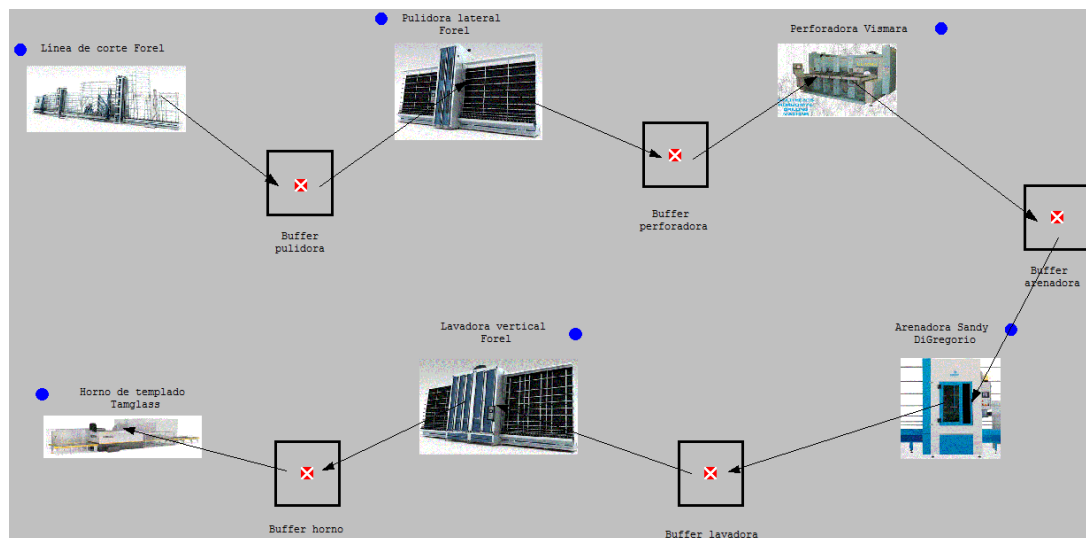 Línea de corte Forel
Pulidora lateral
Forel
Perforadora Vismara
Buffer
pulidora
Buffer
perforadora
Buffer
arenadora
Arenadora Sandy
DiGregorio
Lavadora vertical
Forel
Horno de templado
Tamglass
Buffer horno
Buffer lavadora